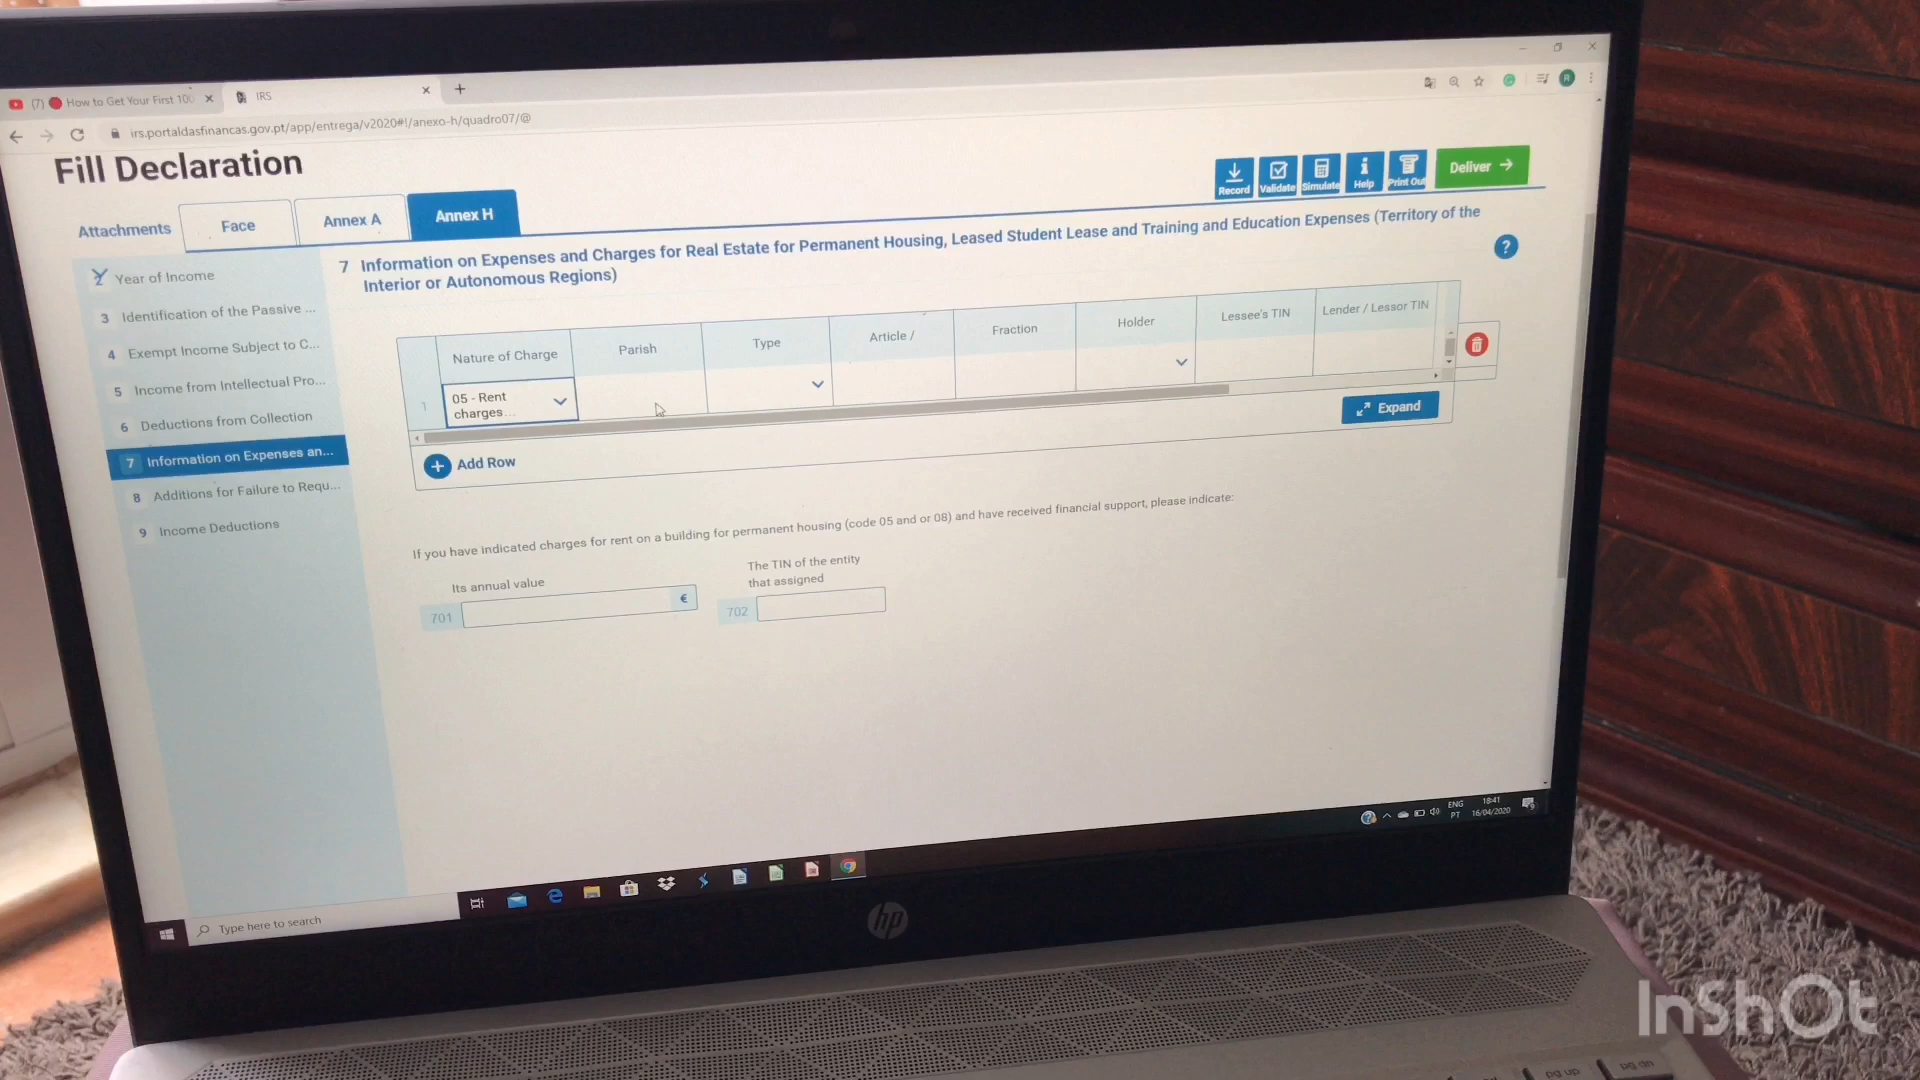 (7) How to Get Your First 100
IRS
irs.portaldasfinancas.gov.pt/app/entrega/v2020#!/anexo-h/quadro07/@
R
Fill Declaration
Record
Validate
Simulate
Help
Print Out
Deliver
Attachments
Face
Annex A
Annex H
2 Year of Income
3 Identification of the Passive ...
4 Exempt Income Subject to C...
5 Income from Intellectual Pro...
6 Deductions from Collection
7 Information on Expenses an...
8 Additions for Failure to Requ...
9 Income Deductions
7 Information on Expenses and Charges for Real Estate for Permanent Housing, Leased Student Lease and Training and Education Expenses (Territory of the
Interior or Autonomous Regions)
?
Nature of Charge
Parish
Type
Article /
Fraction
Holder
Lessee's TIN
Lender / Lessor TIN
1
05 - Rent
charges...
Expand
Add Row
If you have indicated charges for rent on a building for permanent housing (code 05 and or 08) and have received financial support, please indicate:
Its annual value
701
€
The TIN of the entity
that assigned
702
ENG
PT
18:41
16/04/2020
Type here to search
hp
pg up
pg dn
InShOt